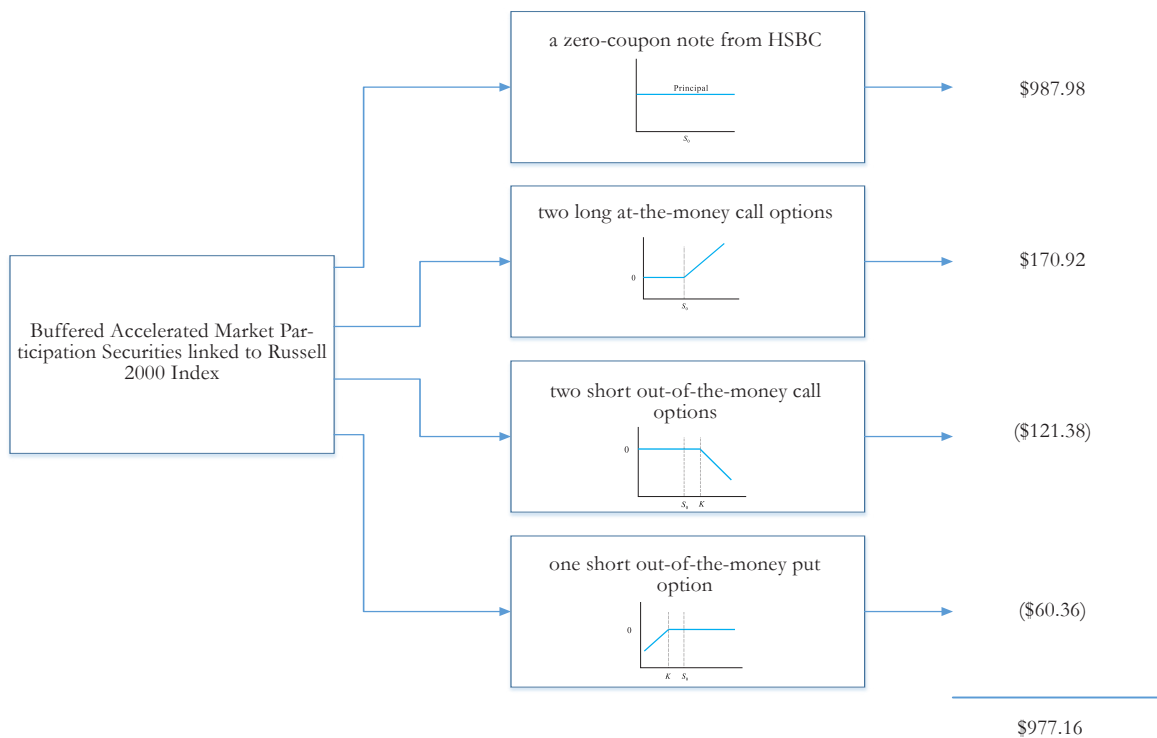 a zero-coupon note from HSBC
Principal
S0
$987.98
two long at-the-money call options
0
S0
$170.92
Buffered Accelerated Market Par-
ticipation Securities linked to Russell
2000 Index
two short out-of-the-money call
options
0
S0 K
($121.38)
one short out-of-the-money put
option
0
K S0
($60.36)
$977.16